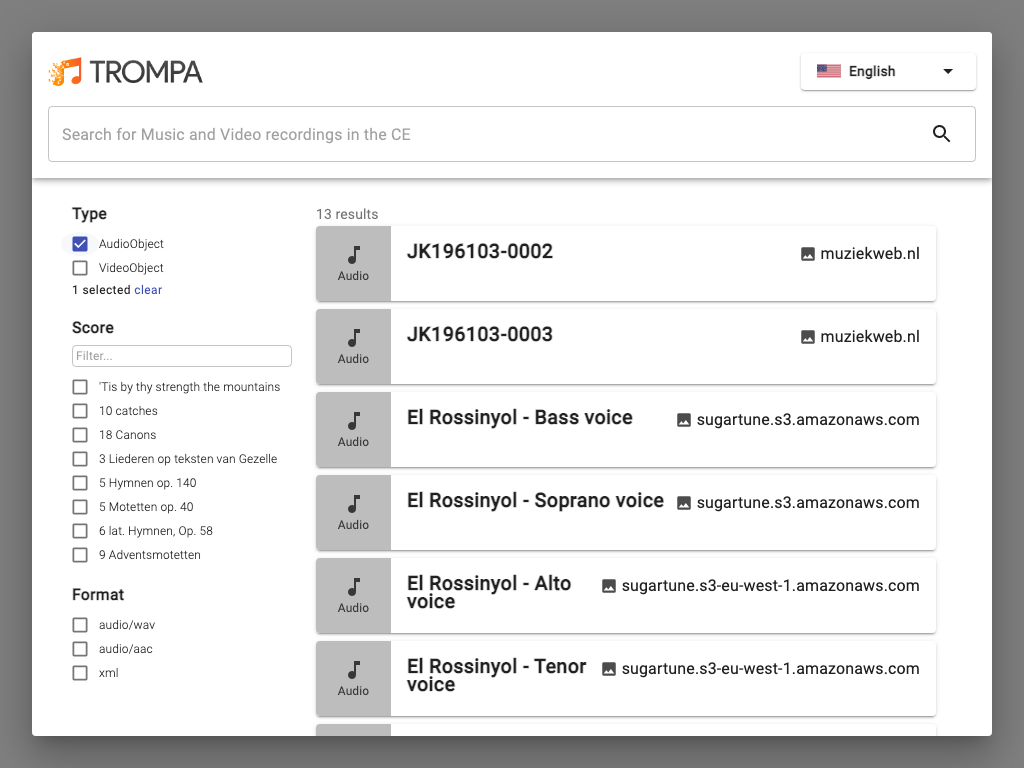 TROMPA
English
Search for Music and Video recordings in the CE
Type
AudioObject
VideoObject
1 selected clear
Score
Filter...
'Tis by thy strength the mountains
10 catches
18 Canons
3 Liederen op teksten van Gezelle
5 Hymnen op. 140
5 Motetten op. 40
6 lat. Hymnen, Op. 58
9 Adventsmotetten
Format
audio/wav
audio/aac
xml
13 results
Audio
JK196103-0002
muziekweb.nl
Audio
JK196103-0003
muziekweb.nl
Audio
El Rossinyol - Bass voice
sugartune.s3.amazonaws.com
Audio
El Rossinyol - Soprano voice
sugartune.s3.amazonaws.com
Audio
El Rossinyol - Alto
voice
sugartune.s3-eu-west-1.amazonaws.com
Audio
El Rossinyol - Tenor
voice
sugartune.s3-eu-west-1.amazonaws.com